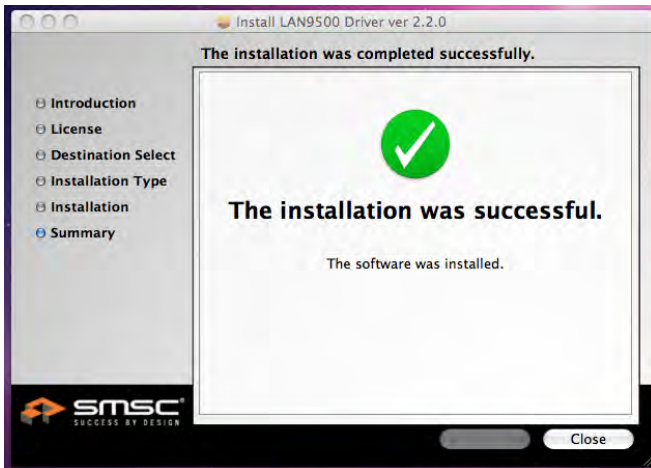 Install LAN9500 Driver ver 2.2.0
The installation was completed successfully.
Introduction
License
Destination Select
Installation Type
Installation
Summary
The installation was successful.
The software was installed.
smsc
SUCCESS BY DESIGN
Close